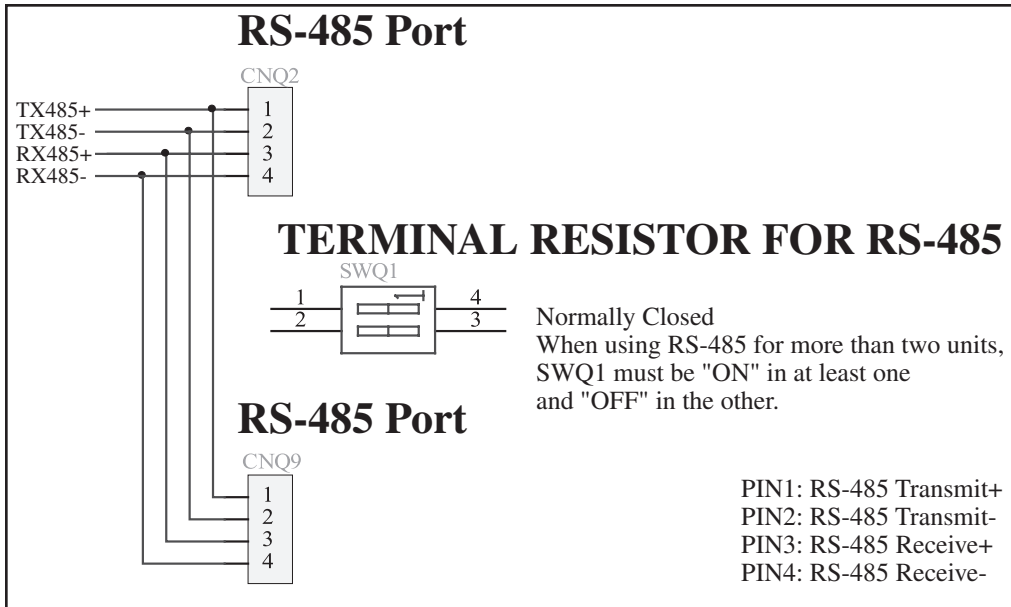 RS-485 Port
CNQ2
TX485+
TX485-
RX485+
RX485-
1
2
3
4
TERMINAL RESISTOR FOR RS-485
SWQ1
1
2
4
3
Normally Closed
When using RS-485 for more than two units,
SWQ1 must be "ON" in at least one
and "OFF" in the other.
RS-485 Port
CNQ9
1
2
3
4
PIN1: RS-485 Transmit+
PIN2: RS-485 Transmit-
PIN3: RS-485 Receive+
PIN4: RS-485 Receive-